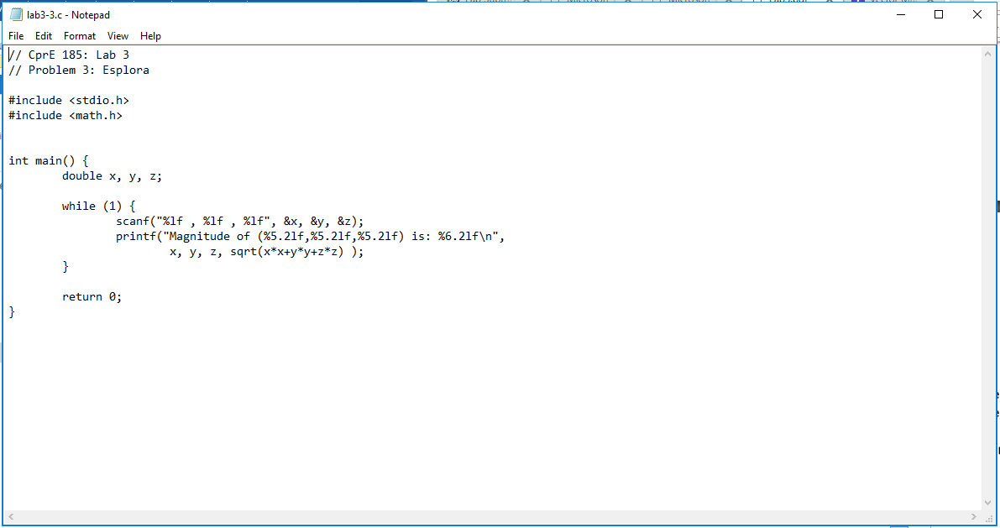 lab3-3.c - Notepad
File Edit Format View Help
// CprE 185: Lab 3
// Problem 3: Esplora
#include <stdio.h>
#include <math.h>
int main() {
double x, y, z;
while (1) {
scanf("%lf , %lf , %lf", &x, &y, &z);
printf("Magnitude of (%5.2lf,%5.2lf,%5.2lf) is: %6.2lf\n",
x, y, z, sqrt(x*x+y*y+z*z) );
}
return 0;
}